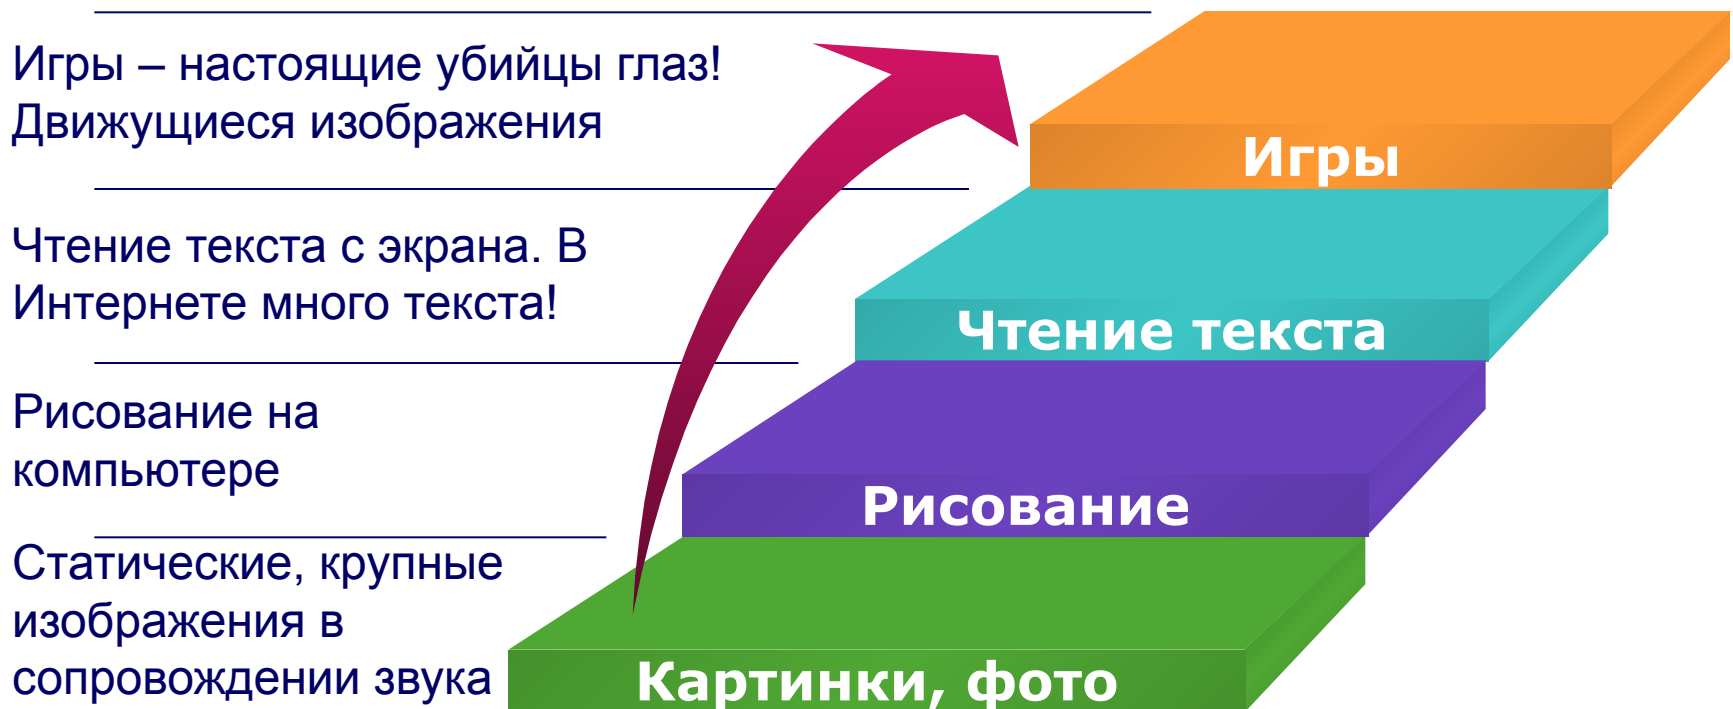 Игры – настоящие убийцы глаз!
Движущиеся изображения
Игры
Чтение текста с экрана. В
Интернете много текста!
Чтение текста
Рисование на
компьютере
Рисование
Статические, крупные
изображения в
сопровождении звука
Картинки, фото